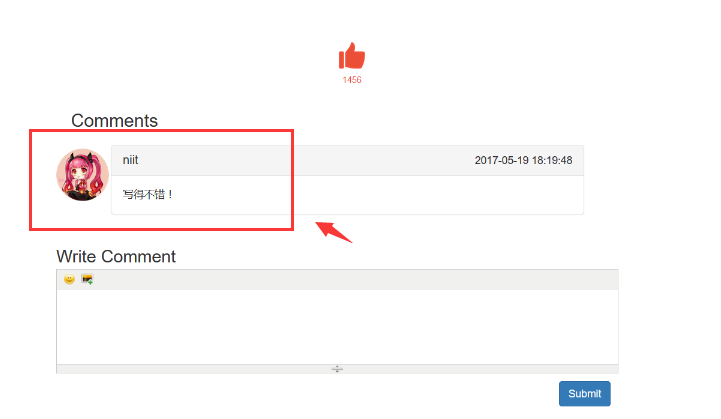 1456
Comments
niit 2017-05-19 18:19:48
写得不错！
Write Comment
Submit